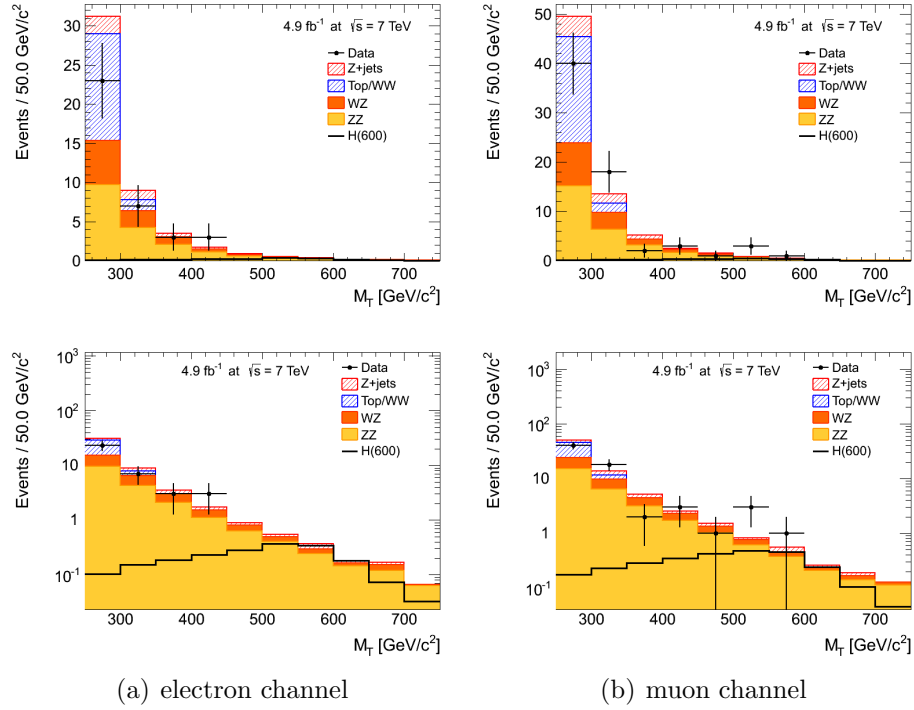 Events / 50.0 GeV/c²
30
25
20
15
10
5
0
4.9 fb⁻¹ at √s = 7 TeV
Data
Z+jets
Top/WW
WZ
ZZ
H(600)
300 400 500 600 700
M_T [GeV/c²]
Events / 50.0 GeV/c²
50
40
30
20
10
0
4.9 fb⁻¹ at √s = 7 TeV
Data
Z+jets
Top/WW
WZ
ZZ
H(600)
300 400 500 600 700
M_T [GeV/c²]
Events / 50.0 GeV/c²
10³
10²
10
1
10⁻¹
4.9 fb⁻¹ at √s = 7 TeV
Data
Z+jets
Top/WW
WZ
ZZ
H(600)
300 400 500 600 700
M_T [GeV/c²]
Events / 50.0 GeV/c²
10³
10²
10
1
10⁻¹
4.9 fb⁻¹ at √s = 7 TeV
Data
Z+jets
Top/WW
WZ
ZZ
H(600)
300 400 500 600 700
M_T [GeV/c²]
(a) electron channel
(b) muon channel